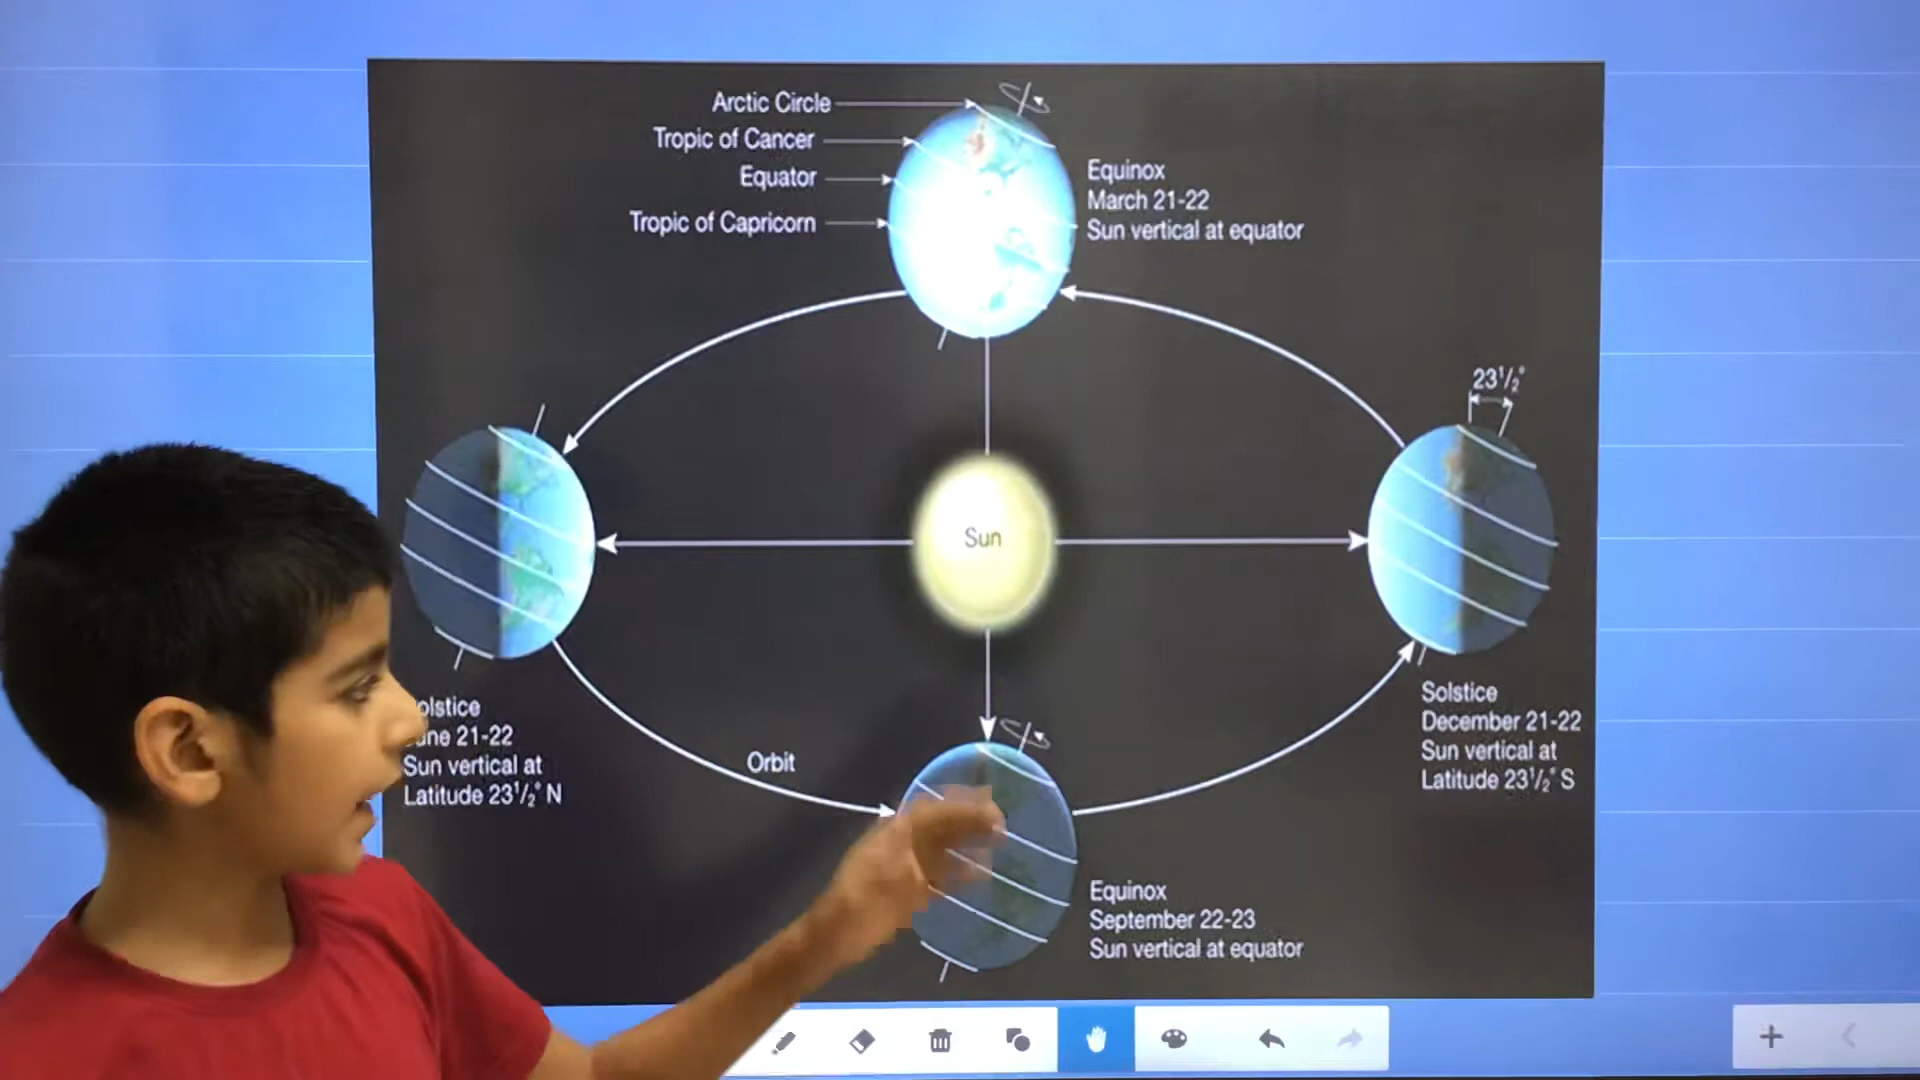 Arctic Circle
Tropic of Cancer
Equator
Tropic of Capricorn
Equinox
March 21-22
Sun vertical at equator
23¹/₂°
Sun
olstice
une 21-22
Sun vertical at
Latitude 23¹/₂° N
Orbit
Solstice
December 21-22
Sun vertical at
Latitude 23¹/₂° S
Equinox
September 22-23
Sun vertical at equator